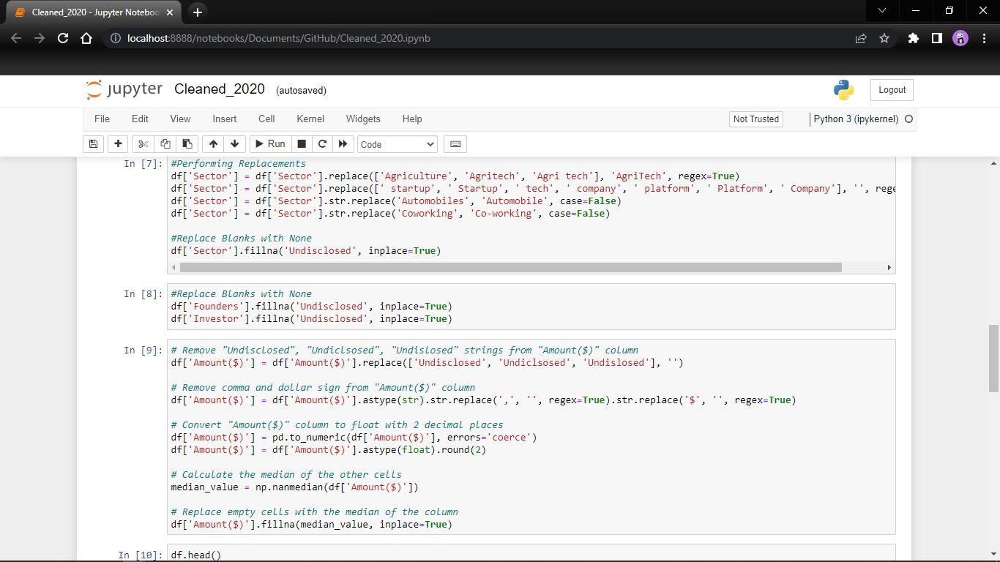 Cleaned_2020 - Jupyter Noteboo
localhost:8888/notebooks/Documents/GitHub/Cleaned_2020.ipynb
jupyter Cleaned_2020 (autosaved)
Logout
File Edit View Insert Cell Kernel Widgets Help
Not Trusted
Python 3 (ipykernel)
Run
Code
In [7]:
#Performing Replacements
df['Sector'] = df['Sector'].replace(['Agriculture', 'Agritech', 'Agri tech'], 'AgriTech', regex=True)
df['Sector'] = df['Sector'].replace([' startup', ' Startup', ' tech', ' company', ' platform', ' Platform', ' Company'], '', rege
df['Sector'] = df['Sector'].str.replace('Automobiles', 'Automobile', case=False)
df['Sector'] = df['Sector'].str.replace('Coworking', 'Co-working', case=False)
#Replace Blanks with None
df['Sector'].fillna('Undisclosed', inplace=True)
In [8]:
#Replace Blanks with None
df['Founders'].fillna('Undisclosed', inplace=True)
df['Investor'].fillna('Undisclosed', inplace=True)
In [9]:
# Remove "Undisclosed", "Undiclsosed", "Undislosed" strings from "Amount($)" column
df['Amount($)'] = df['Amount($)'].replace(['Undisclosed', 'Undiclsosed', 'Undislosed'], '')
# Remove comma and dollar sign from "Amount($)" column
df['Amount($)'] = df['Amount($)'].astype(str).str.replace(',', '', regex=True).str.replace('$', '', regex=True)
# Convert "Amount($)" column to float with 2 decimal places
df['Amount($)'] = pd.to_numeric(df['Amount($)'], errors='coerce')
df['Amount($)'] = df['Amount($)'].astype(float).round(2)
# Calculate the median of the other cells
median_value = np.nanmedian(df['Amount($)'])
# Replace empty cells with the median of the column
df['Amount($)'].fillna(median_value, inplace=True)
In [10]:
df.head()